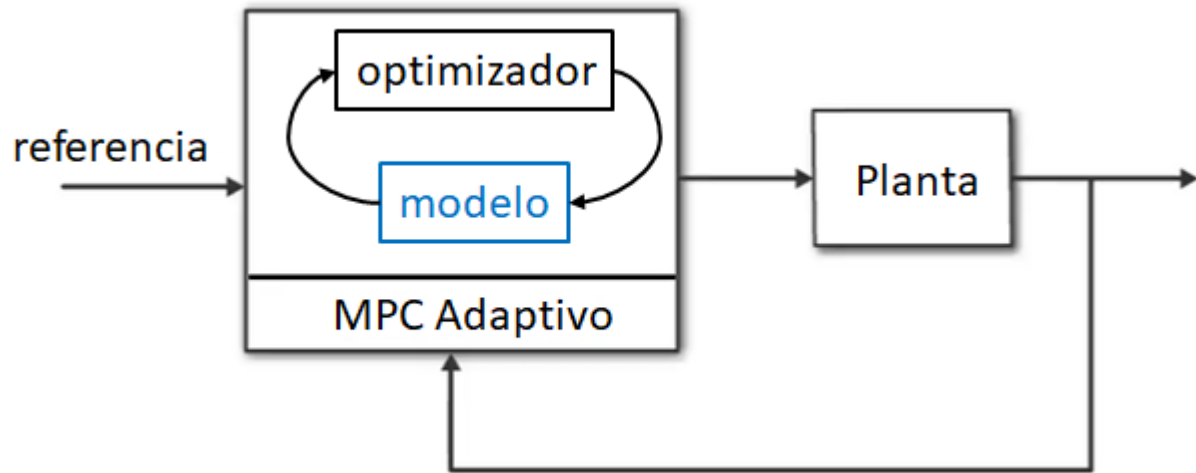 optimizador
referencia
modelo
Planta
MPC Adaptivo